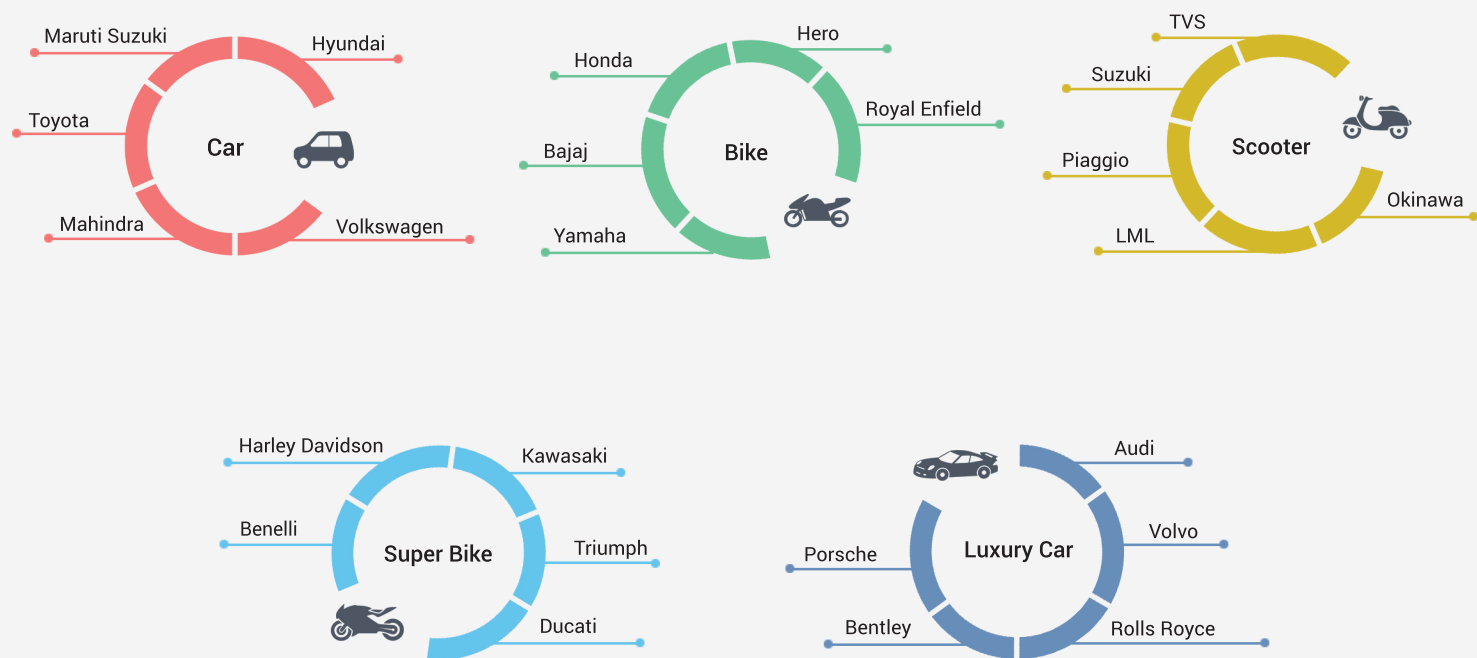 Maruti Suzuki
Hyundai
Toyota
Car
Mahindra
Volkswagen
Hero
Honda
Royal Enfield
Bajaj
Bike
Yamaha
TVS
Suzuki
Scooter
Piaggio
Okinawa
LML
Harley Davidson
Kawasaki
Benelli
Super Bike
Triumph
Ducati
Audi
Volvo
Luxury Car
Porsche
Bentley
Rolls Royce